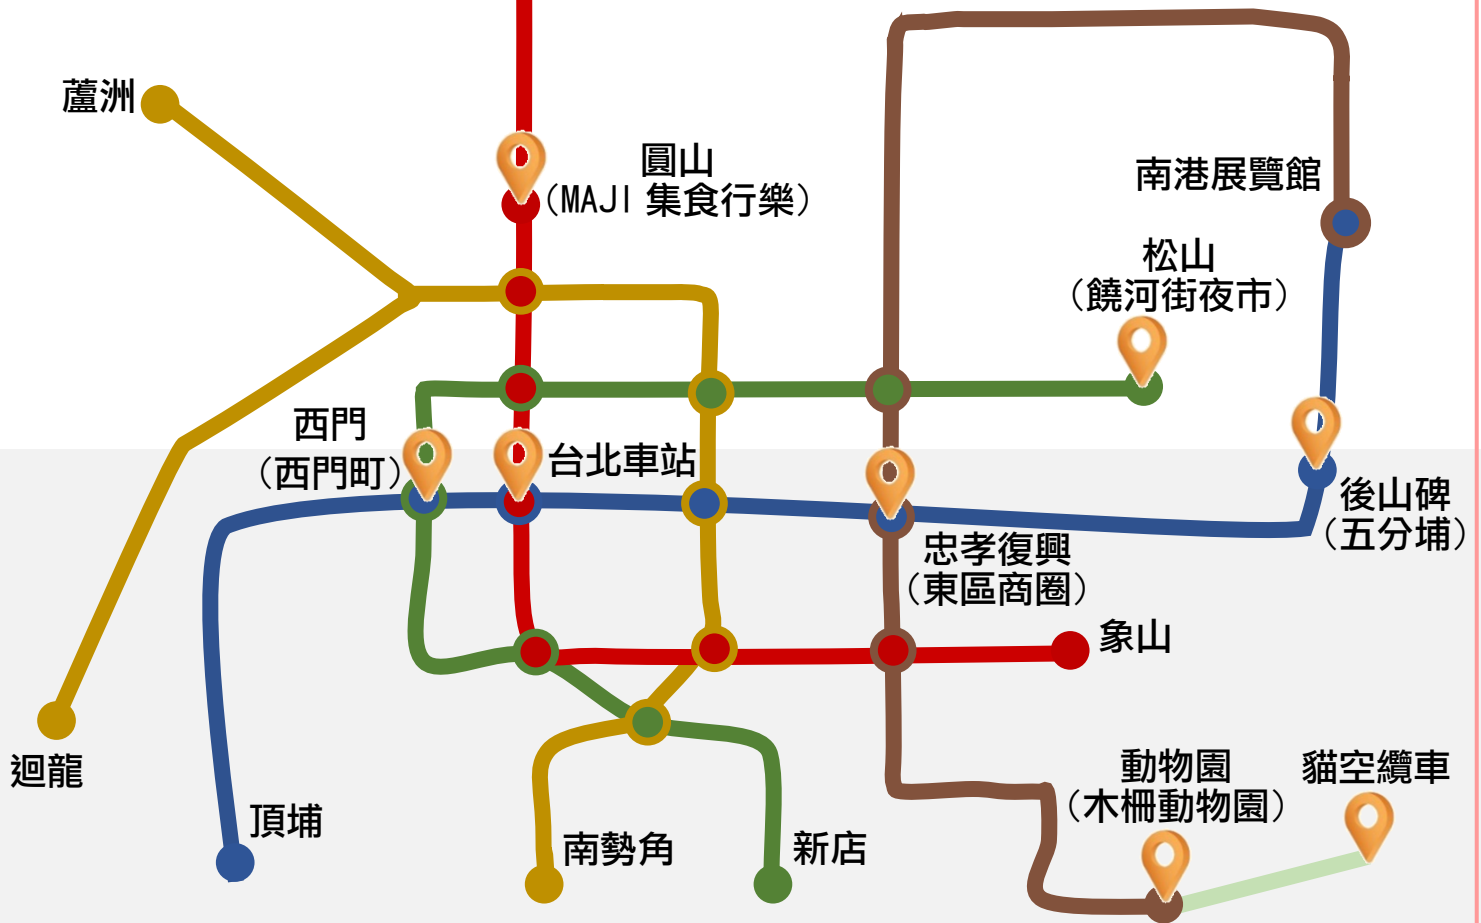 蘆洲
圓山
（MAJI 集食行樂）
南港展覽館
松山
（饒河街夜市）
西門
（西門町）
台北車站
後山碑
（五分埔）
忠孝復興
（東區商圈）
象山
迴龍
頂埔
南勢角
新店
動物園
（木柵動物園）
貓空纜車